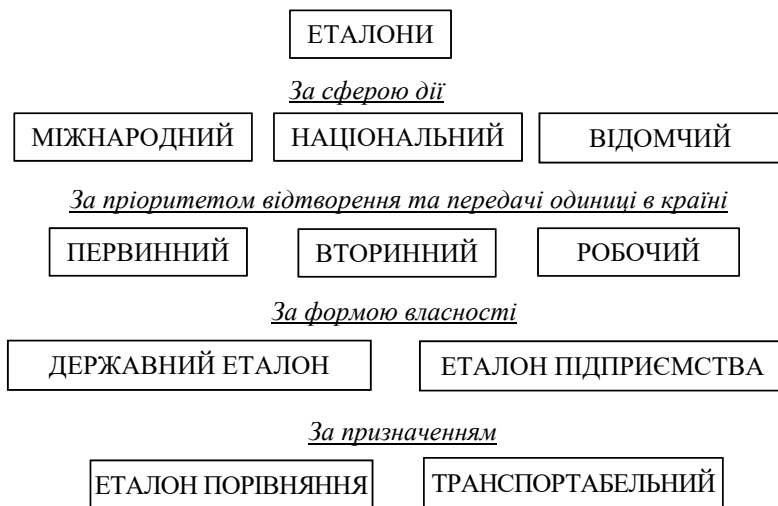 ЕТАЛОНИ
За сферою дії
МІЖНАРОДНИЙ НАЦІОНАЛЬНИЙ ВІДОМЧИЙ
За пріоритетом відтворення та передачі одиниці в країні
ПЕРВИННИЙ ВТОРИННИЙ РОБОЧИЙ
За формою власності
ДЕРЖАВНИЙ ЕТАЛОН ЕТАЛОН ПІДПРИЄМСТВА
За призначенням
ЕТАЛОН ПОРІВНЯННЯ ТРАНСПОРТАБЕЛЬНИЙ